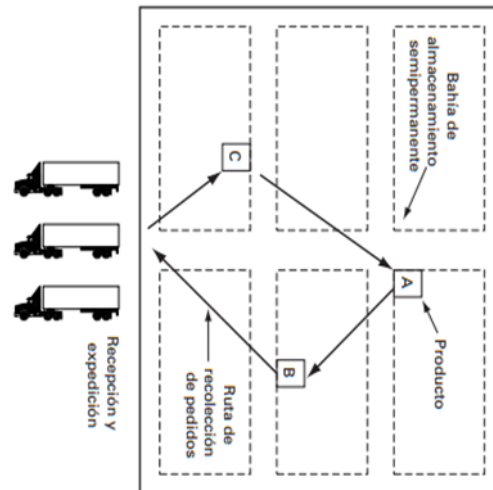 Bahía de
almacenamiento
semipermanente
C
A
Producto
B
Ruta de
recolección
de pedidos
Recepción y
expedición